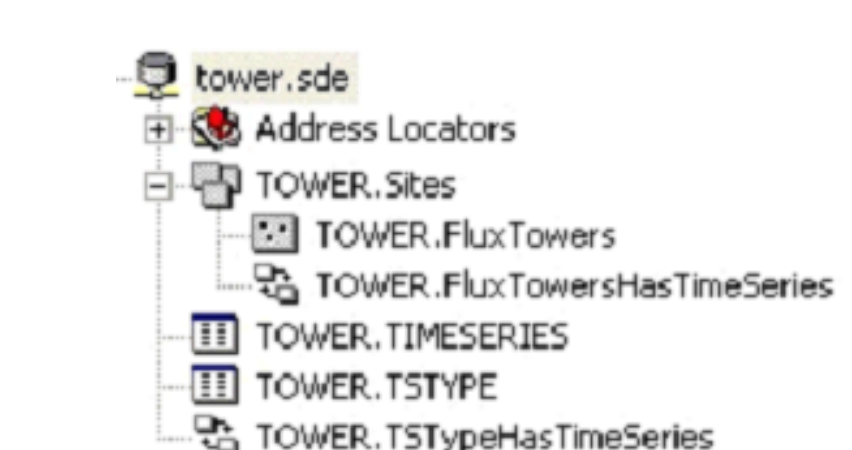 tower.sde
Address Locators
TOWER.Sites
TOWER.FluxTowers
TOWER.FluxTowersHasTimeSeries
TOWER.TIMESERIES
TOWER.TSTYPE
TOWER.TSTypeHasTimeSeries